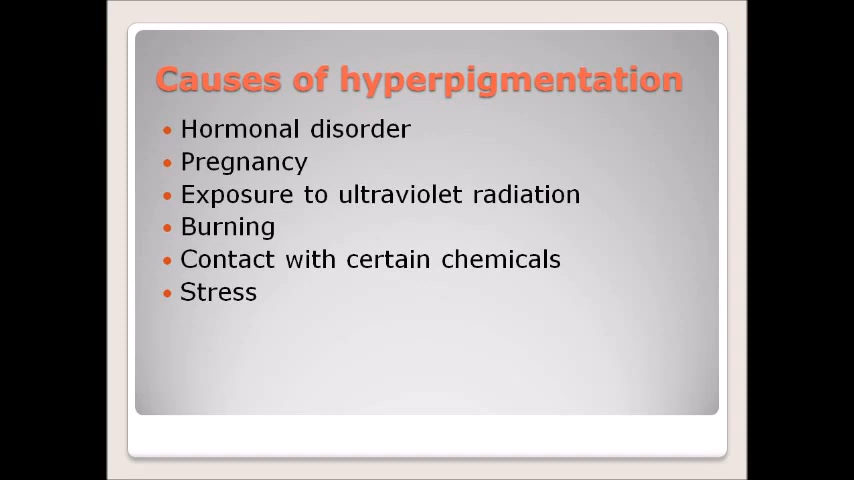 Causes of hyperpigmentation
• Hormonal disorder
• Pregnancy
• Exposure to ultraviolet radiation
• Burning
• Contact with certain chemicals
• Stress